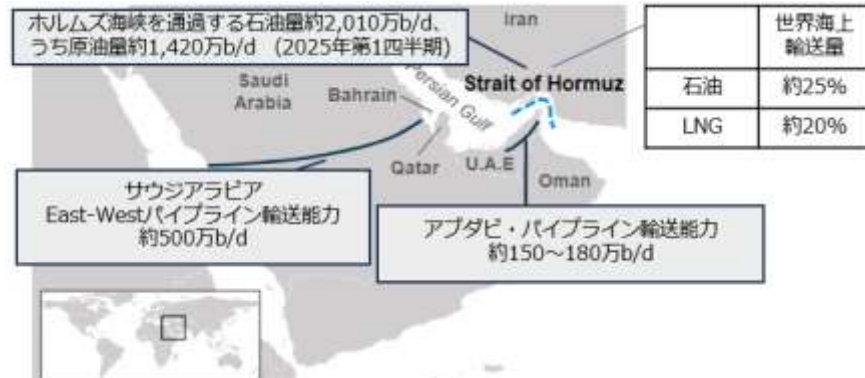 ホルムズ海峡を通過する石油量約2,010万b/d、
うち原油量約1,420万b/d (2025年第1四半期)
Iran
世界海上
輸送量
石油
約25%
LNG
約20%
Strait of Hormuz
Persian Gulf
Saudi
Arabia
Bahrain
Qatar
U.A.E
Oman
サウジアラビア
East-Westパイプライン輸送能力
約500万b/d
アブダビ・パイプライン輸送能力
約150～180万b/d